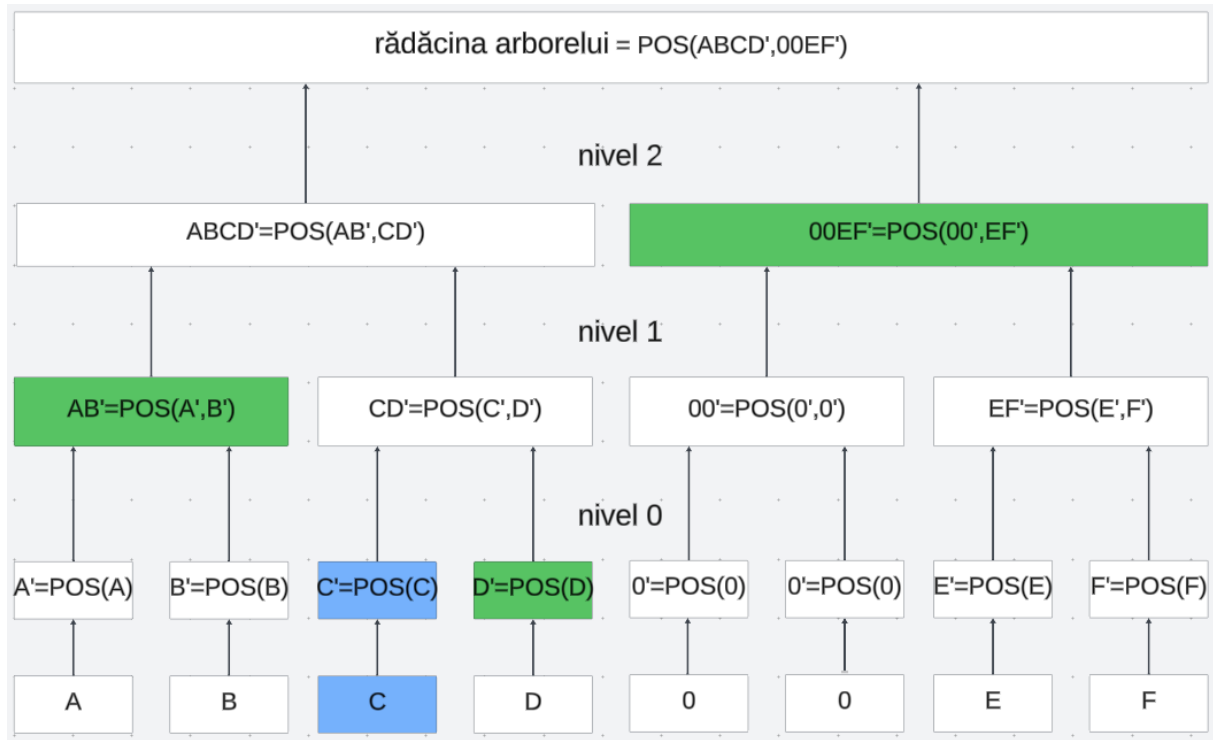 rădăcina arborelui = POS(ABCD',00EF')
nivel 2
ABCD'=POS(AB',CD') 00EF'=POS(00',EF')
nivel 1
AB'=POS(A',B') CD'=POS(C',D') 00'=POS(0',0') EF'=POS(E',F')
nivel 0
A'=POS(A) B'=POS(B) C'=POS(C) D'=POS(D) 0'=POS(0) 0'=POS(0) E'=POS(E) F'=POS(F)
A B C D 0 0 E F